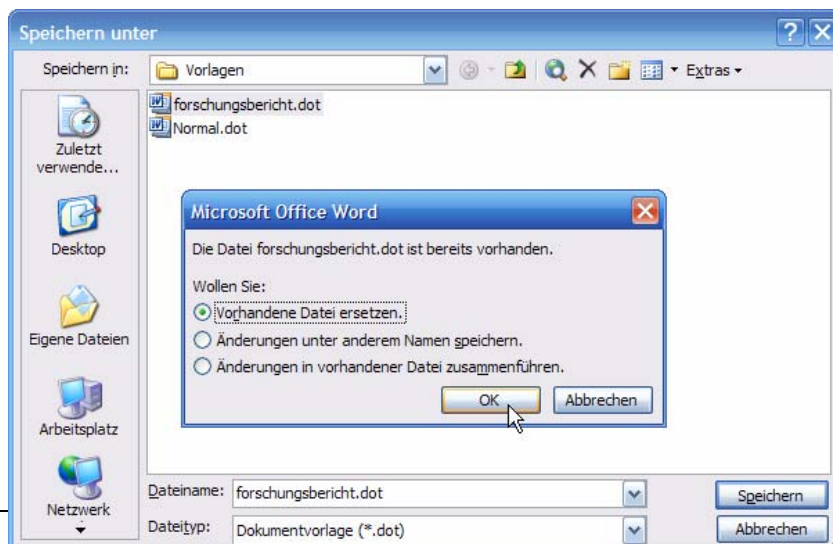 Speichern unter
Speichern in:
Vorlagen
Extras
Zuletzt
verwende...
Desktop
Eigene Dateien
Arbeitsplatz
Netzwerk
forschungsbericht.dot
Normal.dot
Microsoft Office Word
Die Datei forschungsbericht.dot ist bereits vorhanden.
Wollen Sie:
Vorhandene Datei ersetzen.
Änderungen unter anderem Namen speichern.
Änderungen in vorhandener Datei zusammenführen.
OK Abbrechen
Dateiname: forschungsbericht.dot Speichern
Dateityp: Dokumentvorlage (*.dot) Abbrechen